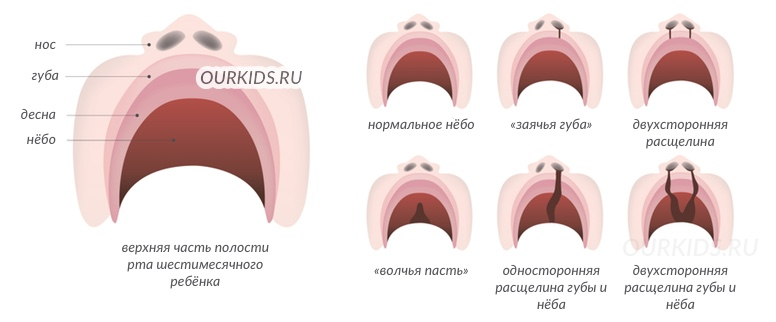 нос
губа
OURKIDS.RU
десна
нёбо
верхняя часть полости
рта шестимесячного
ребёнка
нормальное нёбо
«заячья губа»
двухсторонняя
расщелина
«волчья пасть»
односторонняя
расщелина губы и
нёба
OURKIDS.RU
двухсторонняя
расщелина губы и
нёба